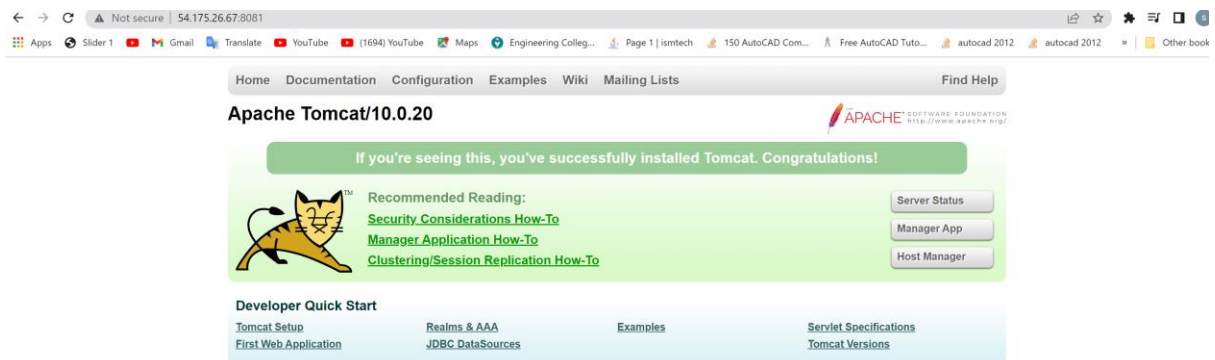 Not secure | 54.175.26.67:8081
Apps Slider 1 Gmail Translate YouTube (1694) YouTube Maps Engineering Colleg... Page 1 | ismtech 150 AutoCAD Com... Free AutoCAD Tuto... autocad 2012 autocad 2012 » Other book
Home Documentation Configuration Examples Wiki Mailing Lists Find Help
Apache Tomcat/10.0.20
APACHE SOFTWARE FOUNDATION
http://www.apache.org/
If you're seeing this, you've successfully installed Tomcat. Congratulations!
TM
Recommended Reading:
Security Considerations How-To
Manager Application How-To
Clustering/Session Replication How-To
Server Status
Manager App
Host Manager
Developer Quick Start
Tomcat Setup Realms & AAA Examples Servlet Specifications
First Web Application JDBC DataSources Tomcat Versions